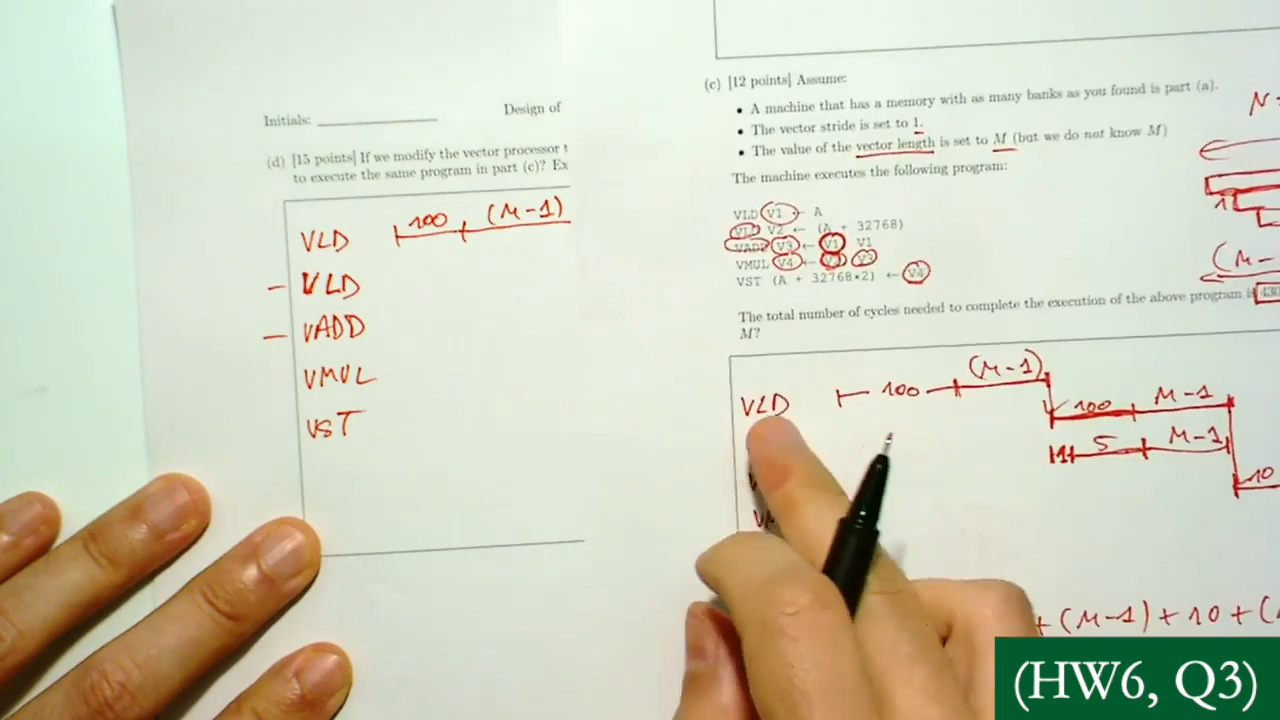 Initials:
Design of
(d) [15 points] If we modify the vector processor t
to execute the same program in part (c)? Ex
VLD 100 (M-1)
- VLD
- VADD
VMUL
VST
(c) [12 points] Assume:
• A machine that has a memory with as many banks as you found is part (a).
• The vector stride is set to 1.
• The value of the vector length is set to M (but we do not know M)
The machine executes the following program:
VLD V1 ← A
VLD V2 ← (A + 32768)
VADD V3 ← V1 V1
VMUL V4 ← V3
VST (A + 32768*2) ← V4
(M-
The total number of cycles needed to complete the execution of the above program is 430
M?
VLD 100 (M-1)
100 M-1
1 5 M-1
10
+ (M-1) + 10 + (
(HW6, Q3)